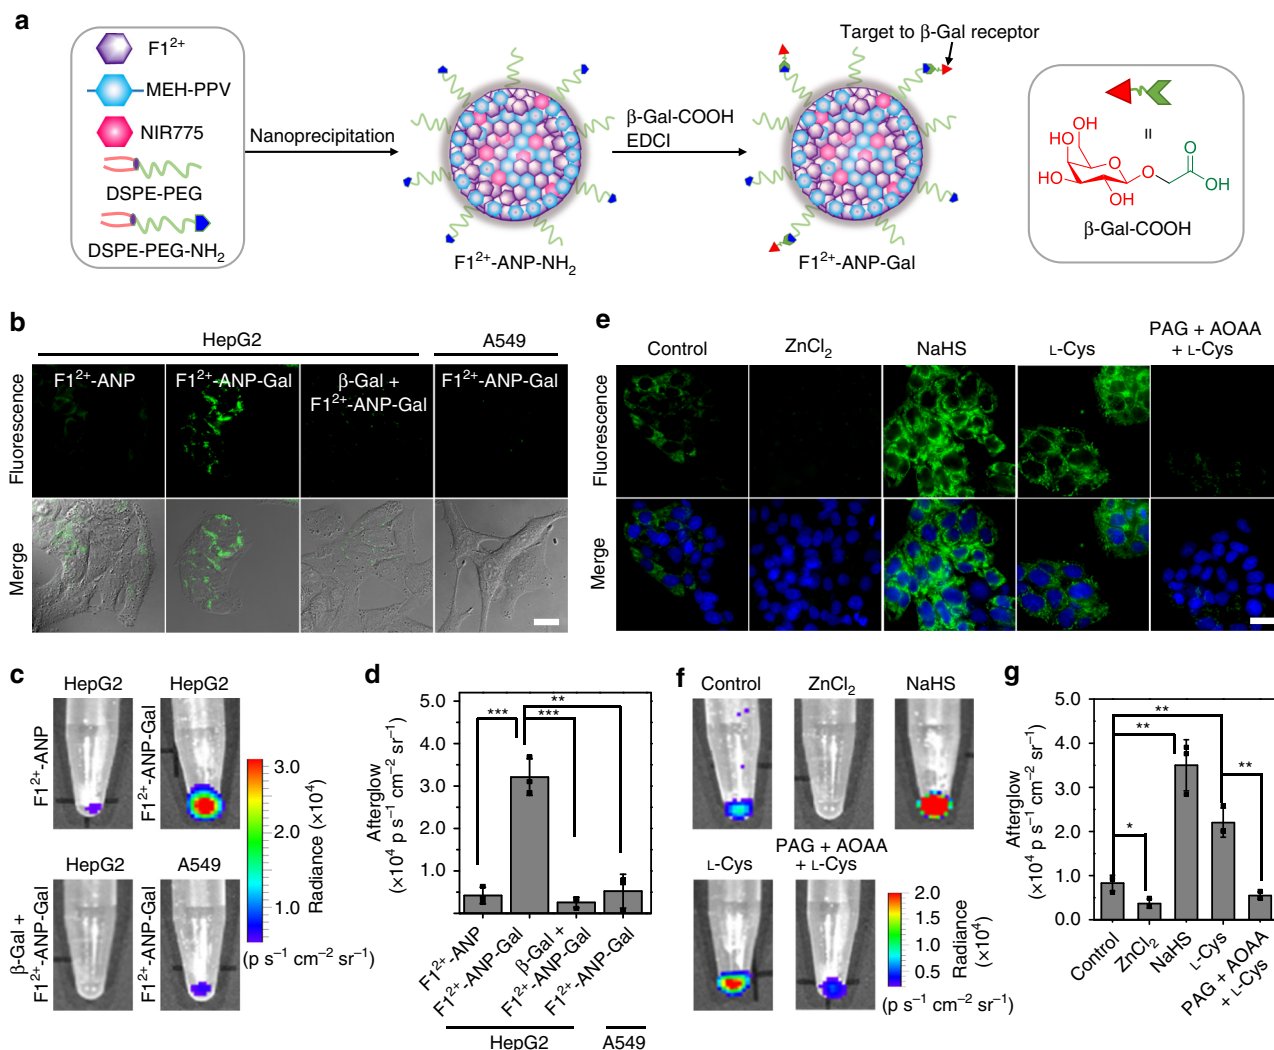 a
F1²⁺
MEH-PPV
NIR775
DSPE-PEG
DSPE-PEG-NH₂
Nanoprecipitation
F1²⁺-ANP-NH₂
β-Gal-COOH
EDCI
Target to β-Gal receptor
F1²⁺-ANP-Gal
=
OH
HO
O
O
O
OH
HO
OH
β-Gal-COOH
b
HepG2
A549
Fluorescence
F1²⁺-ANP
F1²⁺-ANP-Gal
β-Gal +
F1²⁺-ANP-Gal
F1²⁺-ANP-Gal
Merge
e
Control
ZnCl₂
NaHS
L-Cys
PAG + AOAA
+ L-Cys
Fluorescence
Merge
c
HepG2
HepG2
F1²⁺-ANP
F1²⁺-ANP-Gal
HepG2
A549
β-Gal +
F1²⁺-ANP-Gal
F1²⁺-ANP-Gal
3.0
2.0
1.0
Radiance (×10⁴)
(p s⁻¹ cm⁻² sr⁻¹)
d
Afterglow
(×10⁴ p s⁻¹ cm⁻² sr⁻¹)
5.0
4.0
3.0
2.0
1.0
***
***
**
F1²⁺-ANP
F1²⁺-ANP-Gal
β-Gal +
F1²⁺-ANP-Gal
F1²⁺-ANP-Gal
HepG2
A549
f
Control
ZnCl₂
NaHS
L-Cys
PAG + AOAA
+ L-Cys
2.0
1.5
1.0
0.5
Radiance
(×10⁴)
(p s⁻¹ cm⁻² sr⁻¹)
g
Afterglow
(×10⁴ p s⁻¹ cm⁻² sr⁻¹)
5.0
4.0
3.0
2.0
1.0
0.0
**
**
**
*
Control
ZnCl₂
NaHS
L-Cys
PAG + AOAA
+ L-Cys